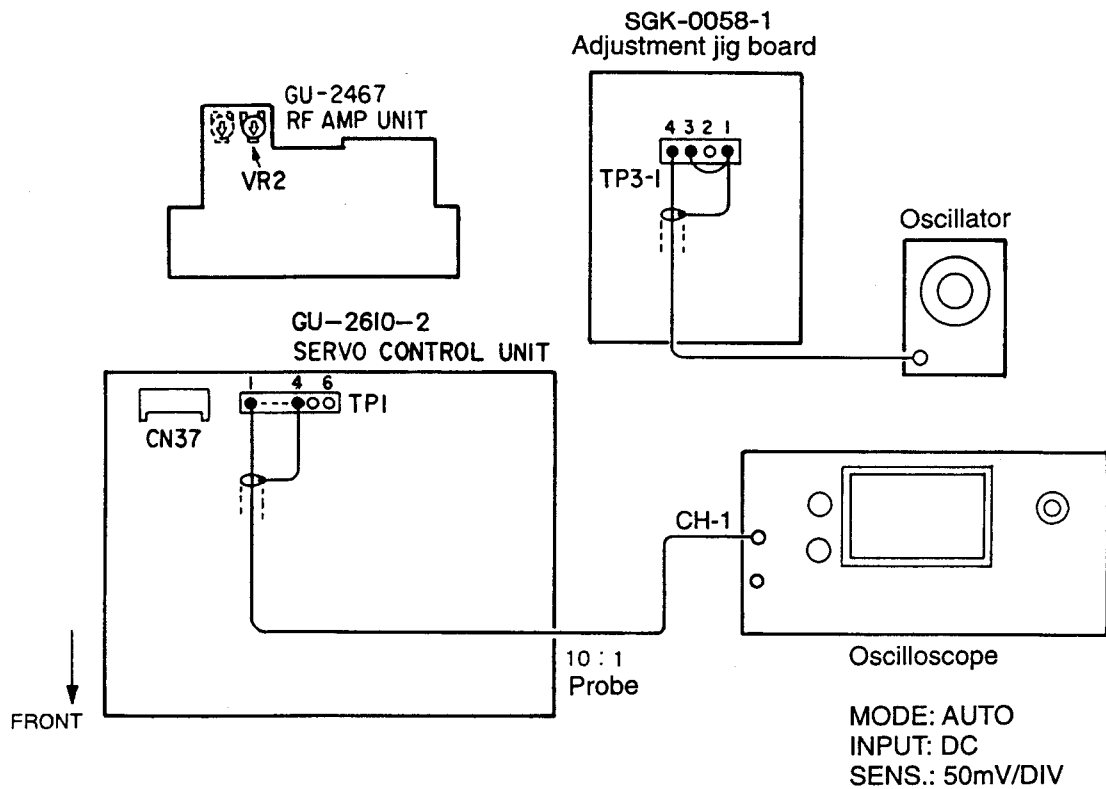 SGK-0058-1
Adjustment jig board
GU-2467
RF AMP UNIT
VR2
4 3 2 1
TP3-1
Oscillator
GU-2610-2
SERVO CONTROL UNIT
1 4 6
TP1
CN37
CH-1
10 : 1
Probe
FRONT
Oscilloscope
MODE: AUTO
INPUT: DC
SENS.: 50mV/DIV